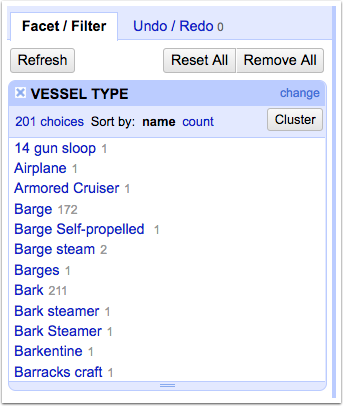 Facet / Filter Undo / Redo 0
Refresh Reset All Remove All
VESSEL TYPE change
201 choices Sort by: name count Cluster
14 gun sloop 1
Airplane 1
Armored Cruiser 1
Barge 172
Barge Self-propelled 1
Barge steam 2
Barges 1
Bark 211
Bark steamer 1
Bark Steamer 1
Barkentine 1
Barracks craft 1